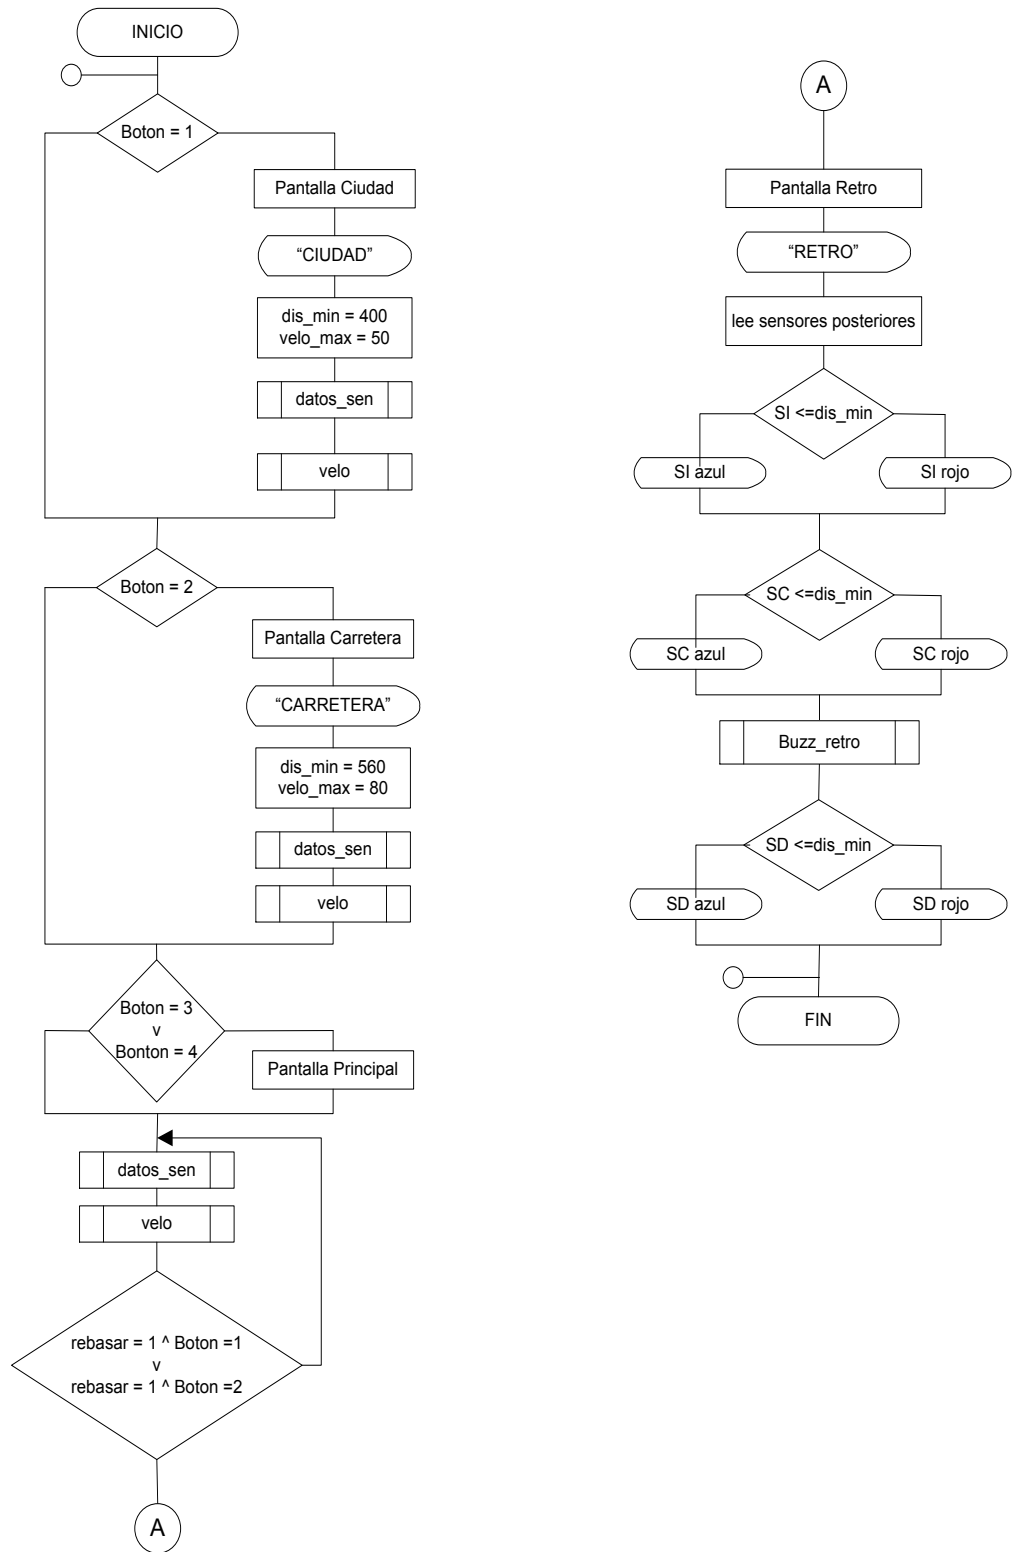 INICIO
Boton = 1
Pantalla Ciudad
“CIUDAD”
dis_min = 400
velo_max = 50
datos_sen
velo
Boton = 2
Pantalla Carretera
“CARRETERA”
dis_min = 560
velo_max = 80
datos_sen
velo
Boton = 3
v
Bonton = 4
Pantalla Principal
datos_sen
velo
rebasar = 1 ^ Boton =1
v
rebasar = 1 ^ Boton =2
A
A
Pantalla Retro
“RETRO”
lee sensores posteriores
SI <=dis_min
SI azul
SI rojo
SC <=dis_min
SC azul
SC rojo
Buzz_retro
SD <=dis_min
SD azul
SD rojo
FIN